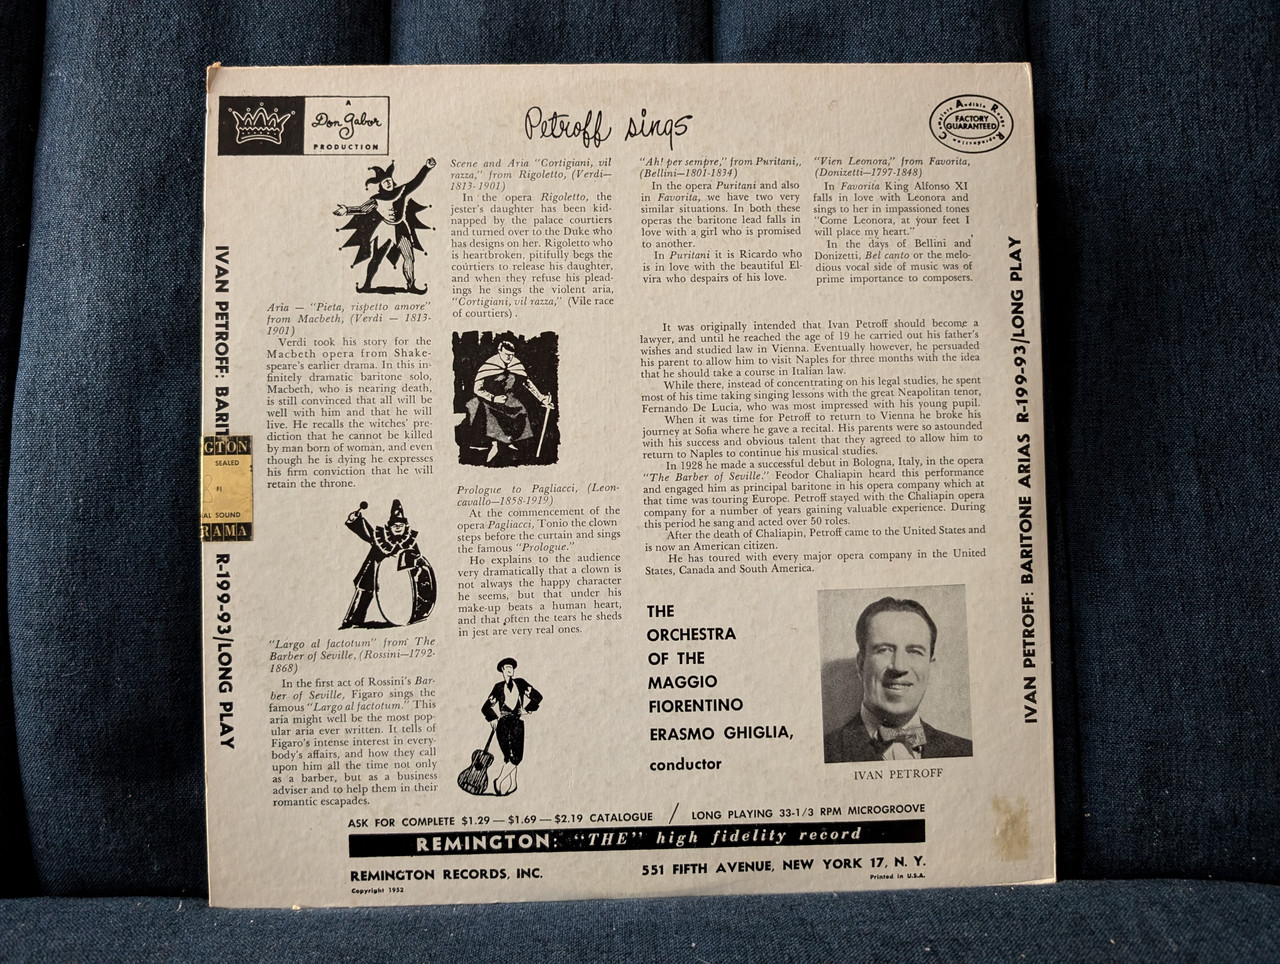 A
Don Gabor
PRODUCTION
Petroff sings
Complete Audible Range Reproduction
FACTORY
GUARANTEED
IVAN PETROFF: BARIT
R-199-93/LONG PLAY
GTON
SEALED
#1
AL SOUND
RAMA
Aria — "Pieta, rispetto amore"
from Macbeth, (Verdi — 1813-
1901)
Verdi took his story for the
Macbeth opera from Shake-
speare's earlier drama. In this in-
finitely dramatic baritone solo,
Macbeth, who is nearing death,
is still convinced that all will be
well with him and that he will
live. He recalls the witches' pre-
diction that he cannot be killed
by man born of woman, and even
though he is dying he expresses
his firm conviction that he will
retain the throne.
"Largo al factotum" from The
Barber of Seville, (Rossini—1792-
1868)
In the first act of Rossini's Bar-
ber of Seville, Figaro sings the
famous "Largo al factotum." This
aria might well be the most pop-
ular aria ever written. It tells of
Figaro's intense interest in every-
body's affairs, and how they call
upon him all the time not only
as a barber, but as a business
adviser and to help them in their
romantic escapades.
Scene and Aria "Cortigiani, vil
razza," from Rigoletto, (Verdi—
1813-1901)
In the opera Rigoletto, the
jester's daughter has been kid-
napped by the palace courtiers
and turned over to the Duke who
has designs on her. Rigoletto who
is heartbroken, pitifully begs the
courtiers to release his daughter,
and when they refuse his plead-
ings he sings the violent aria,
"Cortigiani, vil razza," (Vile race
of courtiers).
Prologue to Pagliacci, (Leon-
cavallo—1858-1919)
At the commencement of the
opera Pagliacci, Tonio the clown
steps before the curtain and sings
the famous "Prologue."
He explains to the audience
very dramatically that a clown is
not always the happy character
he seems, but that under his
make-up beats a human heart,
and that often the tears he sheds
in jest are very real ones.
"Ah! per sempre," from Puritani,.
(Bellini—1801-1834)
In the opera Puritani and also
in Favorita, we have two very
similar situations. In both these
operas the baritone lead falls in
love with a girl who is promised
to another.
In Puritani it is Ricardo who
is in love with the beautiful El-
vira who despairs of his love.
"Vien Leonora," from Favorita,
(Donizetti—1797-1848)
In Favorita King Alfonso XI
falls in love with Leonora and
sings to her in impassioned tones
"Come Leonora, at your feet I
will place my heart."
In the days of Bellini and
Donizetti, Bel canto or the melo-
dious vocal side of music was of
prime importance to composers.
It was originally intended that Ivan Petroff should become a
lawyer, and until he reached the age of 19 he carried out his father's
wishes and studied law in Vienna. Eventually however, he persuaded
his parent to allow him to visit Naples for three months with the idea
that he should take a course in Italian law.
While there, instead of concentrating on his legal studies, he spent
most of his time taking singing lessons with the great Neapolitan tenor,
Fernando De Lucia, who was most impressed with his young pupil.
When it was time for Petroff to return to Vienna he broke his
journey at Sofia where he gave a recital. His parents were so astounded
with his success and obvious talent that they agreed to allow him to
return to Naples to continue his musical studies.
In 1928 he made a successful debut in Bologna, Italy, in the opera
"The Barber of Seville." Feodor Chaliapin heard this performance
and engaged him as principal baritone in his opera company which at
that time was touring Europe. Petroff stayed with the Chaliapin opera
company for a number of years gaining valuable experience. During
this period he sang and acted over 50 roles.
After the death of Chaliapin, Petroff came to the United States and
is now an American citizen.
He has toured with every major opera company in the United
States, Canada and South America.
THE
ORCHESTRA
OF THE
MAGGIO
FIORENTINO
ERASMO GHIGLIA,
conductor
IVAN PETROFF
IVAN PETROFF: BARITONE ARIAS R-199-93/LONG PLAY
ASK FOR COMPLETE $1.29 — $1.69 — $2.19 CATALOGUE / LONG PLAYING 33-1/3 RPM MICROGROOVE
REMINGTON: "THE" high fidelity record
REMINGTON RECORDS, INC. 551 FIFTH AVENUE, NEW YORK 17, N. Y.
Copyright 1952 Printed in U.S.A.